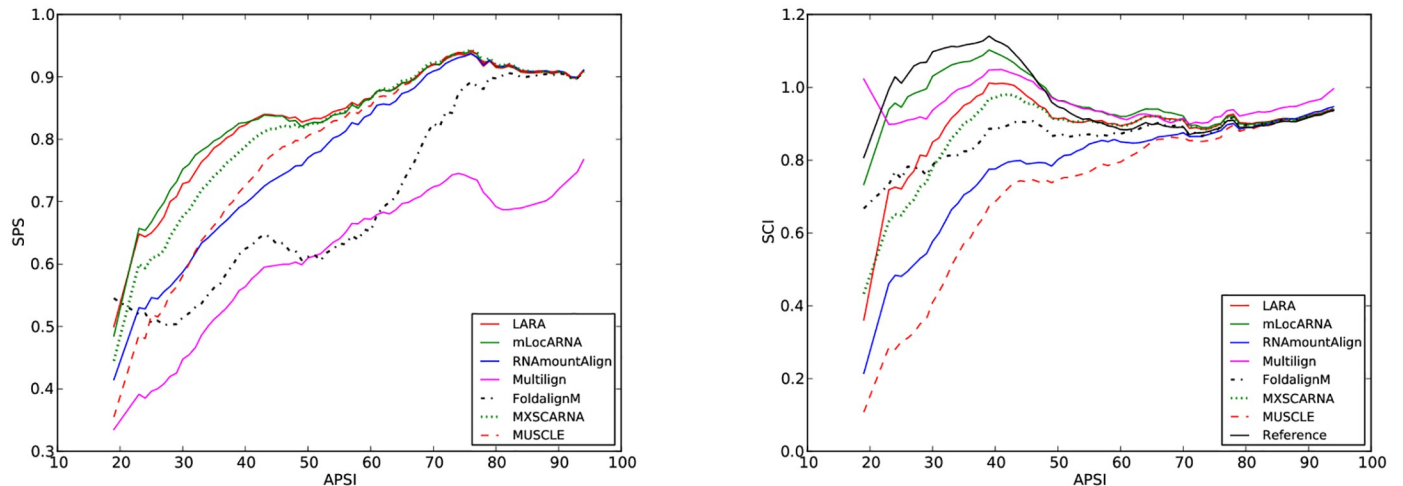 1.0
0.9
0.8
0.7
0.6
0.5
0.4
0.3
SPS
10 20 30 40 50 60 70 80 90 100
APSI
LARA
mLocARNA
RNAmountAlign
Multilign
FoldalignM
MXSCARNA
MUSCLE
1.2
1.0
0.8
0.6
0.4
0.2
0.0
SCI
10 20 30 40 50 60 70 80 90 100
APSI
LARA
mLocARNA
RNAmountAlign
Multilign
FoldalignM
MXSCARNA
MUSCLE
Reference